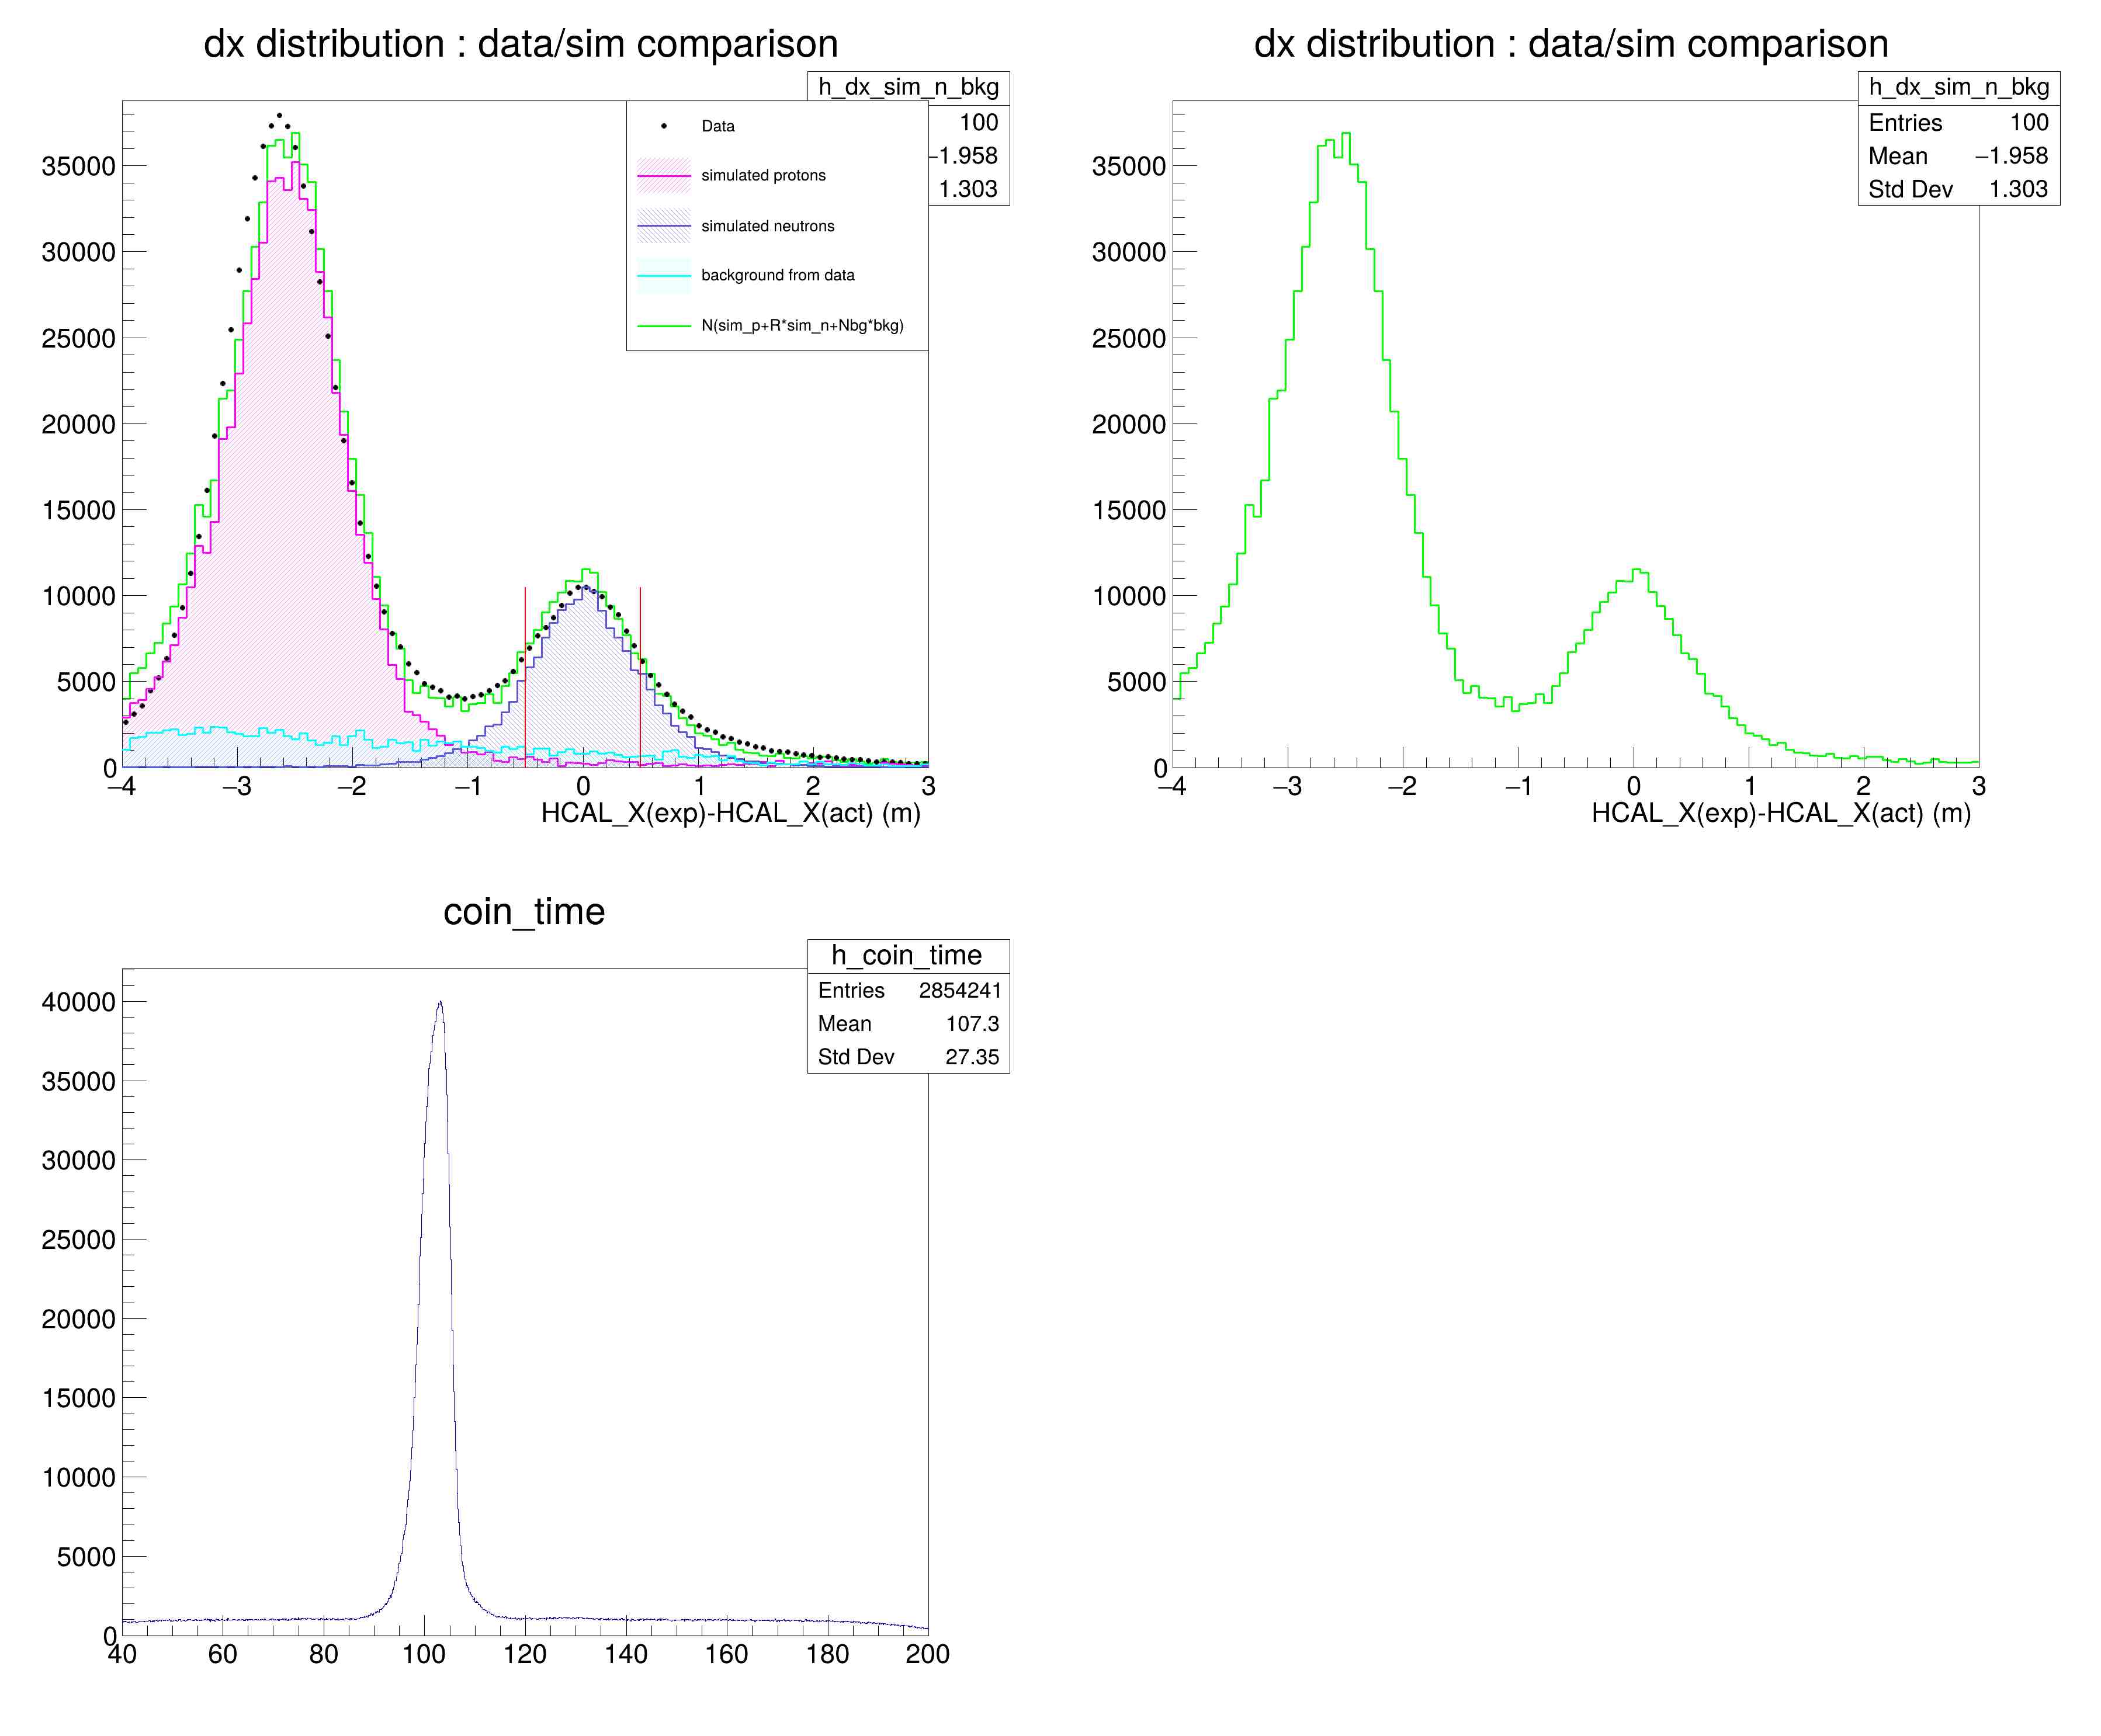 dx distribution : data/sim comparison
h_dx_sim_n_bkg
100
−1.958
1.303
Data
simulated protons
simulated neutrons
background from data
N(sim_p+R*sim_n+Nbg*bkg)
35000
30000
25000
20000
15000
10000
5000
0
−4 −3 −2 −1 0 1 2 3
HCAL_X(exp)-HCAL_X(act) (m)
dx distribution : data/sim comparison
h_dx_sim_n_bkg
Entries 100
Mean −1.958
Std Dev 1.303
35000
30000
25000
20000
15000
10000
5000
0
−4 −3 −2 −1 0 1 2 3
HCAL_X(exp)-HCAL_X(act) (m)
coin_time
h_coin_time
Entries 2854241
Mean 107.3
Std Dev 27.35
40000
35000
30000
25000
20000
15000
10000
5000
0
40 60 80 100 120 140 160 180 200